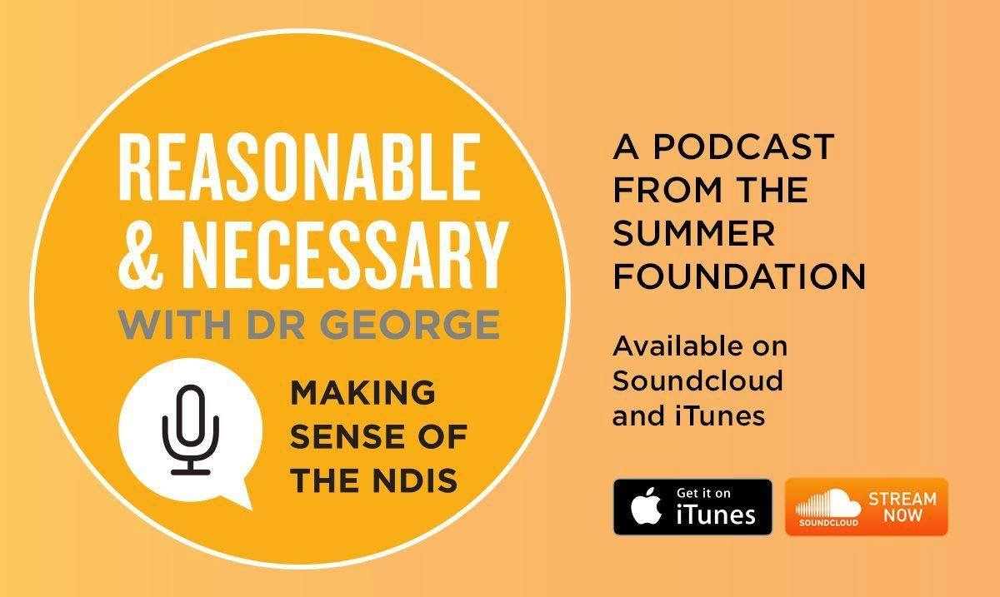 REASONABLE
& NECESSARY
WITH DR GEORGE
MAKING
SENSE OF
THE NDIS
A PODCAST
FROM THE
SUMMER
FOUNDATION
Available on
Soundcloud
and iTunes
Get it on
iTunes
SOUNDCLOUD
STREAM
NOW